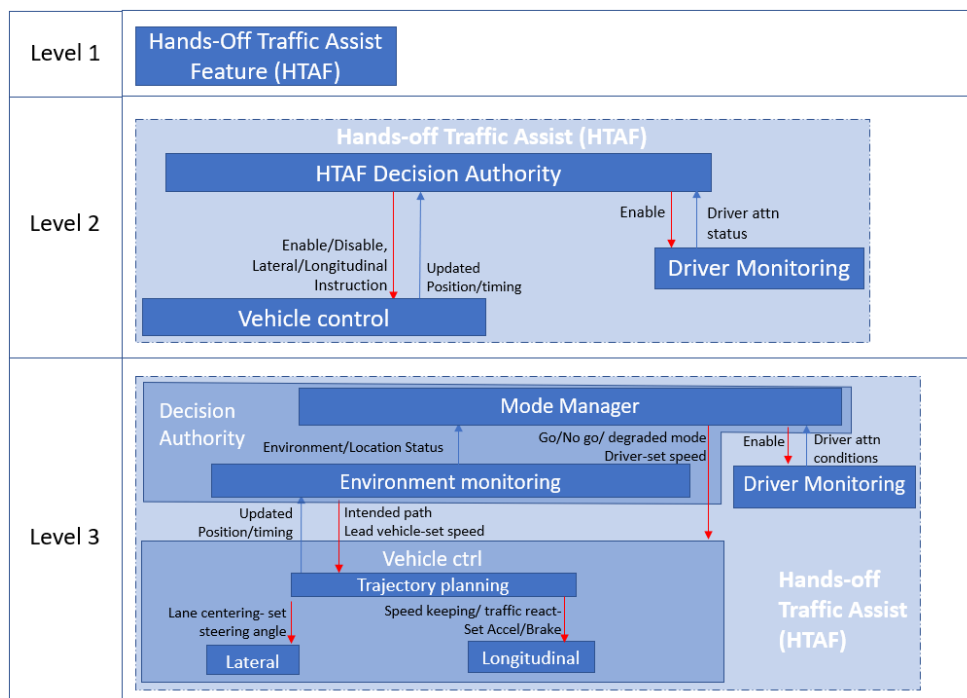 Level 1
Hands-Off Traffic Assist
Feature (HTAF)
Level 2
Hands-off Traffic Assist (HTAF)
HTAF Decision Authority
Enable/Disable,
Lateral/Longitudinal
Instruction
Updated
Position/timing
Enable
Driver attn
status
Driver Monitoring
Vehicle control
Level 3
Decision
Authority
Mode Manager
Environment/Location Status
Go/No go/ degraded mode
Driver-set speed
Enable
Driver attn
conditions
Environment monitoring
Driver Monitoring
Updated
Position/timing
Intended path
Lead vehicle-set speed
Vehicle ctrl
Trajectory planning
Lane centering- set
steering angle
Speed keeping/ traffic react-
Set Accel/Brake
Lateral
Longitudinal
Hands-off
Traffic Assist
(HTAF)